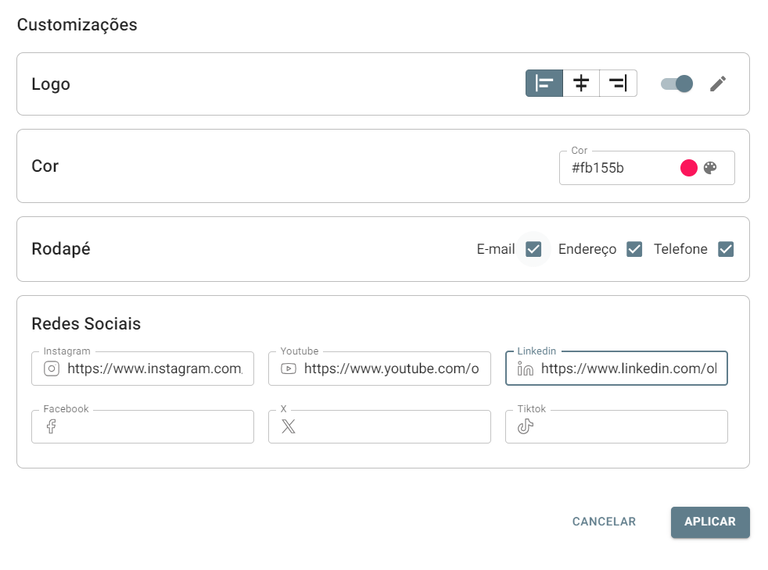 Customizações
Logo
Cor
Cor
#fb155b
Rodapé
E-mail
Endereço
Telefone
Redes Sociais
Instagram
https://www.instagram.com
Youtube
https://www.youtube.com/o
Linkedin
https://www.linkedin.com/ol
Facebook
X
Tiktok
CANCELAR
APLICAR